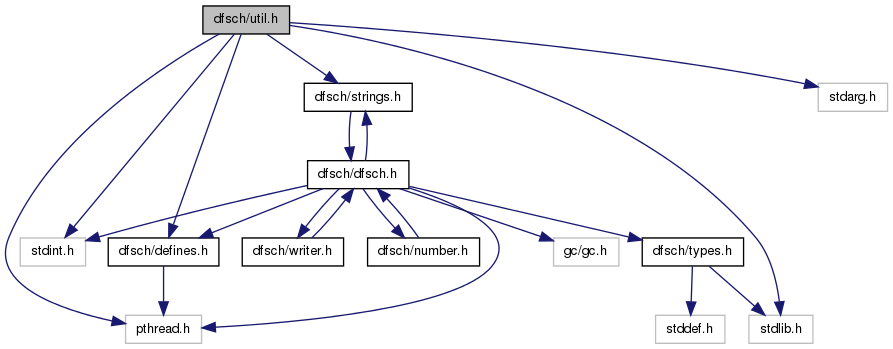 dfsch/util.h
dfsch/strings.h
stdarg.h
dfsch/dfsch.h
stdint.h
dfsch/defines.h
dfsch/writer.h
dfsch/number.h
gc/gc.h
dfsch/types.h
pthread.h
stddef.h
stdlib.h